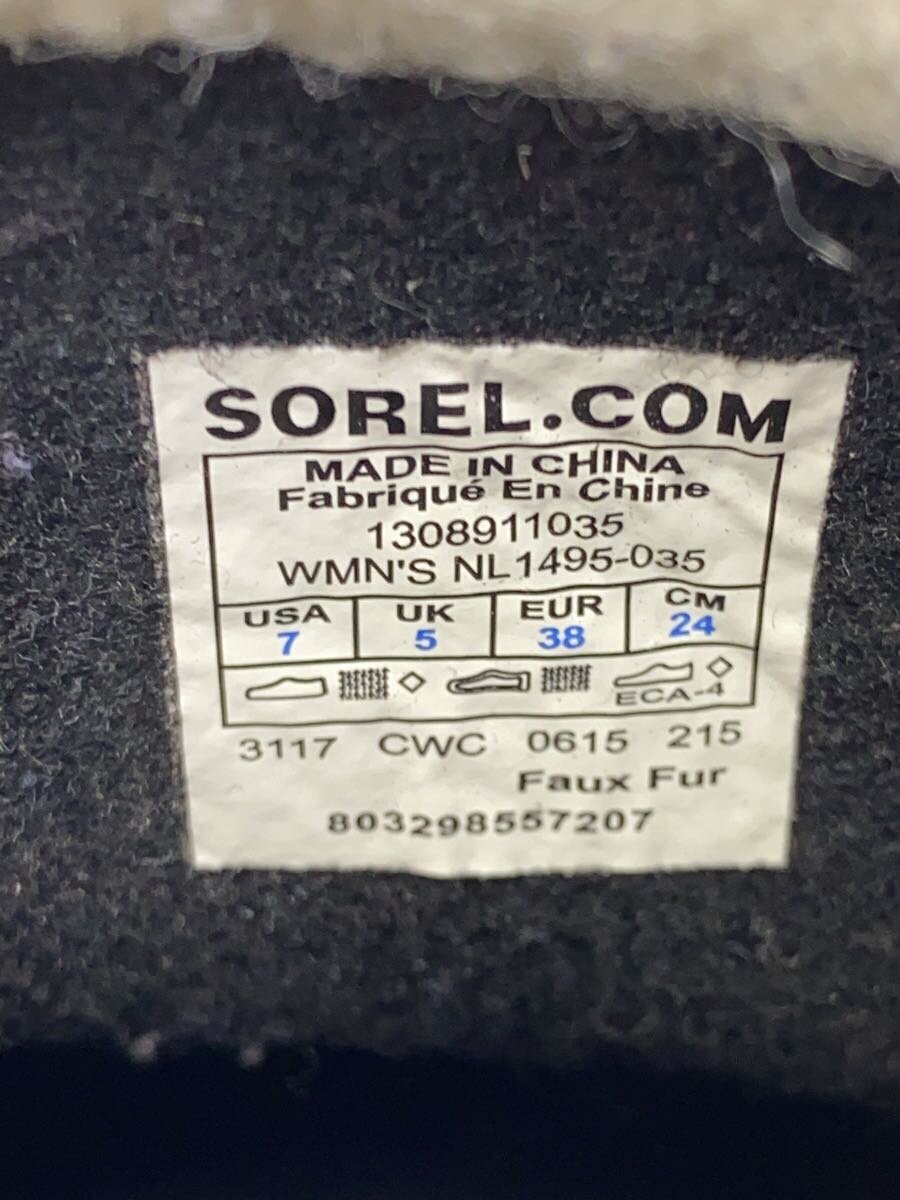 SOREL.COM
MADE IN CHINA
Fabriqué En Chine
1308911035
WMN'S NL1495-035
USA UK EUR CM
7 5 38 24
ECA-4
3117 CWC 0615 215
Faux Fur
803298557207